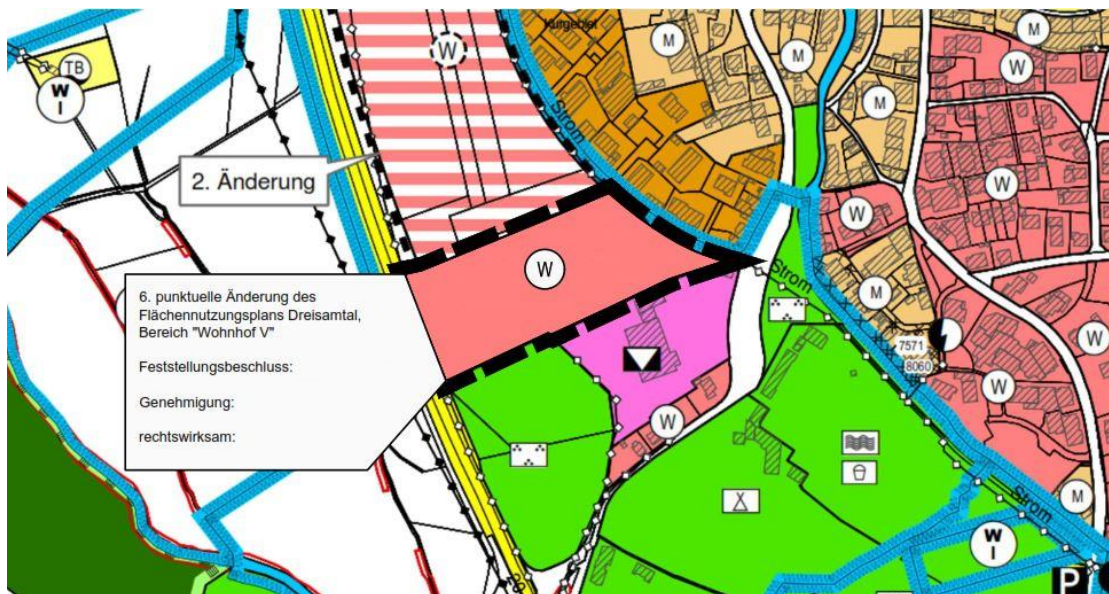 Kurgebiet
W
M
M
W
TB
W
I
M
M
Strom
2. Änderung
W
W
W
Strom
M
6. punktuelle Änderung des
Flächennutzungsplans Dreisamtal,
Bereich "Wohnhof V"
Feststellungsbeschluss:
Genehmigung:
rechtswirksam:
7571
8060
W
W
W
Strom
M
W
I
P